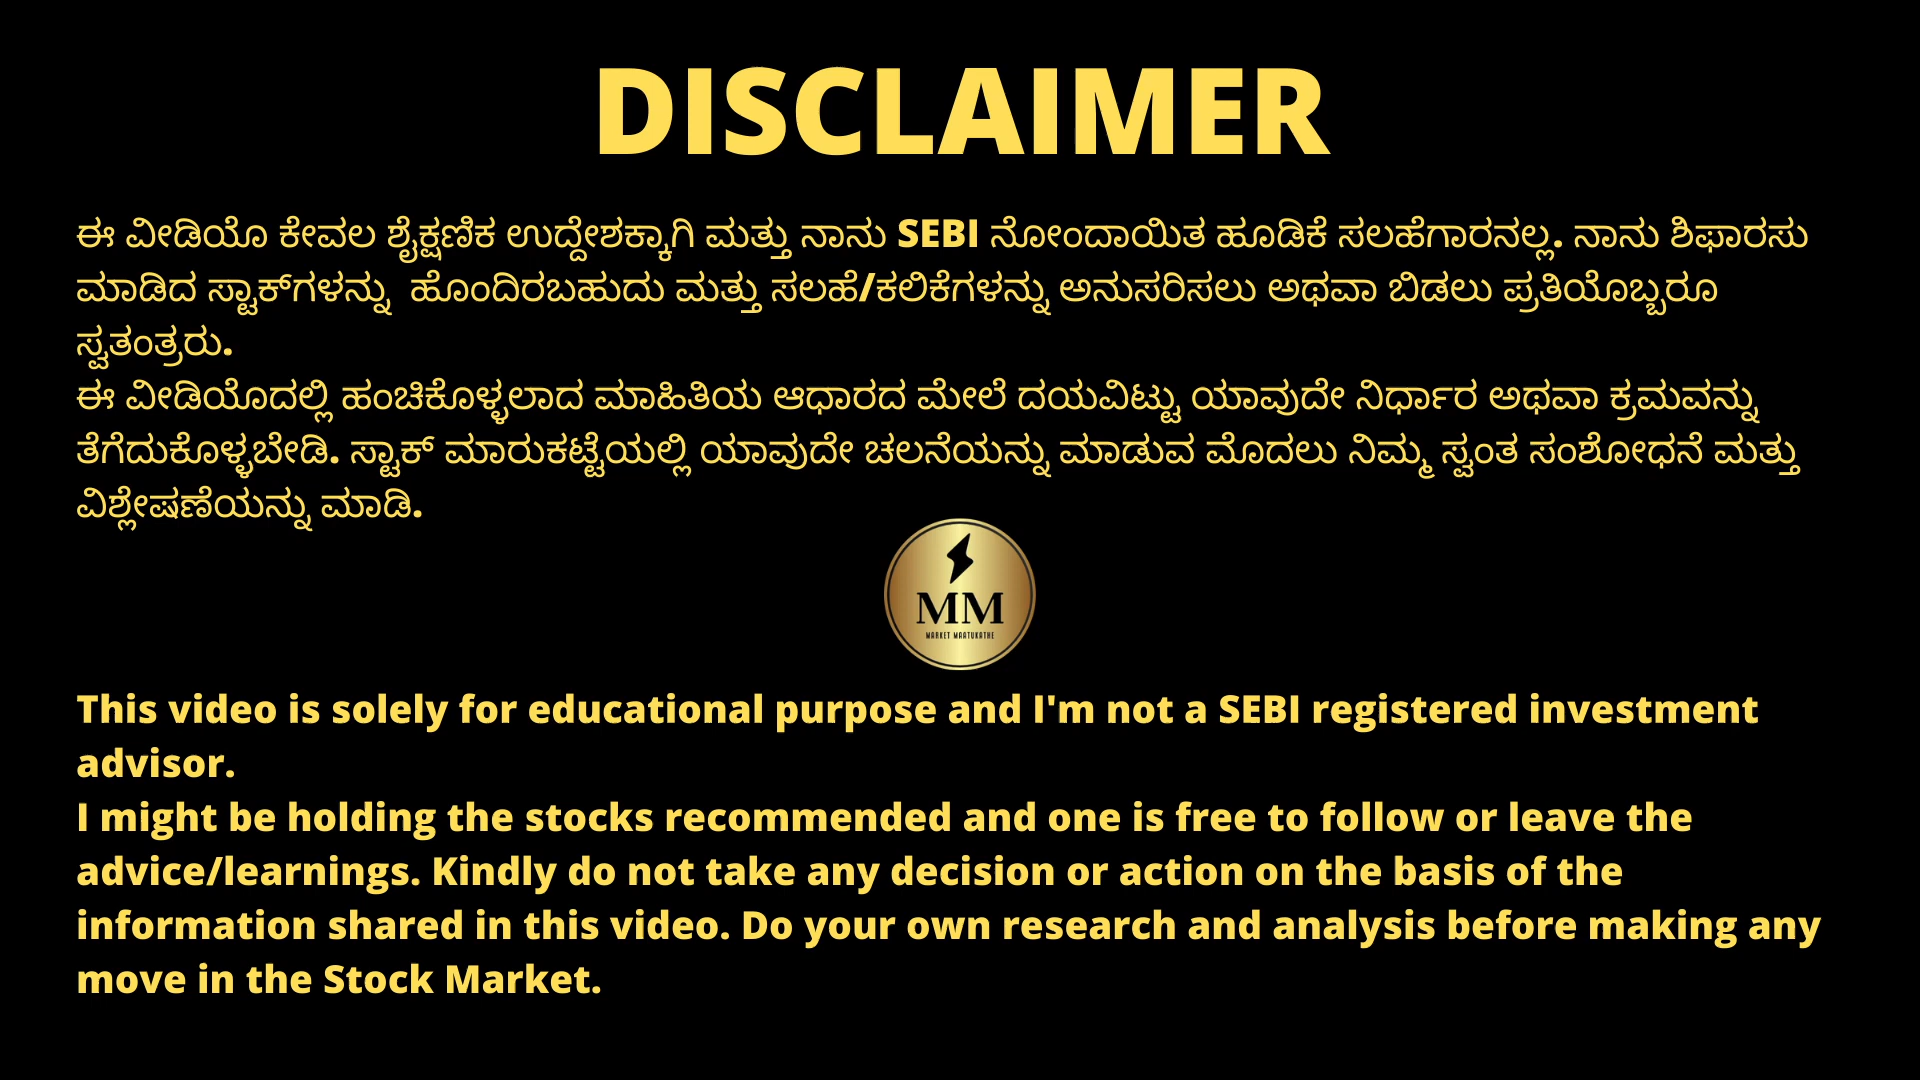 DISCLAIMER
ಈ ವೀಡಿಯೊ ಕೇವಲ ಶೈಕ್ಷಣಿಕ ಉದ್ದೇಶಕ್ಕಾಗಿ ಮತ್ತು ನಾನು SEBI ನೋಂದಾಯಿತ ಹೂಡಿಕೆ ಸಲಹೆಗಾರನಲ್ಲ. ನಾನು ಶಿಫಾರಸು
ಮಾಡಿದ ಸ್ಟಾಕ್‌ಗಳನ್ನು ಹೊಂದಿರಬಹುದು ಮತ್ತು ಸಲಹೆ/ಕಲಿಕೆಗಳನ್ನು ಅನುಸರಿಸಲು ಅಥವಾ ಬಿಡಲು ಪ್ರತಿಯೊಬ್ಬರೂ
ಸ್ವತಂತ್ರರು.
ಈ ವೀಡಿಯೊದಲ್ಲಿ ಹಂಚಿಕೊಳ್ಳಲಾದ ಮಾಹಿತಿಯ ಆಧಾರದ ಮೇಲೆ ದಯವಿಟ್ಟು ಯಾವುದೇ ನಿರ್ಧಾರ ಅಥವಾ ಕ್ರಮವನ್ನು
ತೆಗೆದುಕೊಳ್ಳಬೇಡಿ. ಸ್ಟಾಕ್ ಮಾರುಕಟ್ಟೆಯಲ್ಲಿ ಯಾವುದೇ ಚಲನೆಯನ್ನು ಮಾಡುವ ಮೊದಲು ನಿಮ್ಮ ಸ್ವಂತ ಸಂಶೋಧನೆ ಮತ್ತು
ವಿಶ್ಲೇಷಣೆಯನ್ನು ಮಾಡಿ.
MM
MARKET MAATUKATHE
This video is solely for educational purpose and I'm not a SEBI registered investment
advisor.
I might be holding the stocks recommended and one is free to follow or leave the
advice/learnings. Kindly do not take any decision or action on the basis of the
information shared in this video. Do your own research and analysis before making any
move in the Stock Market.